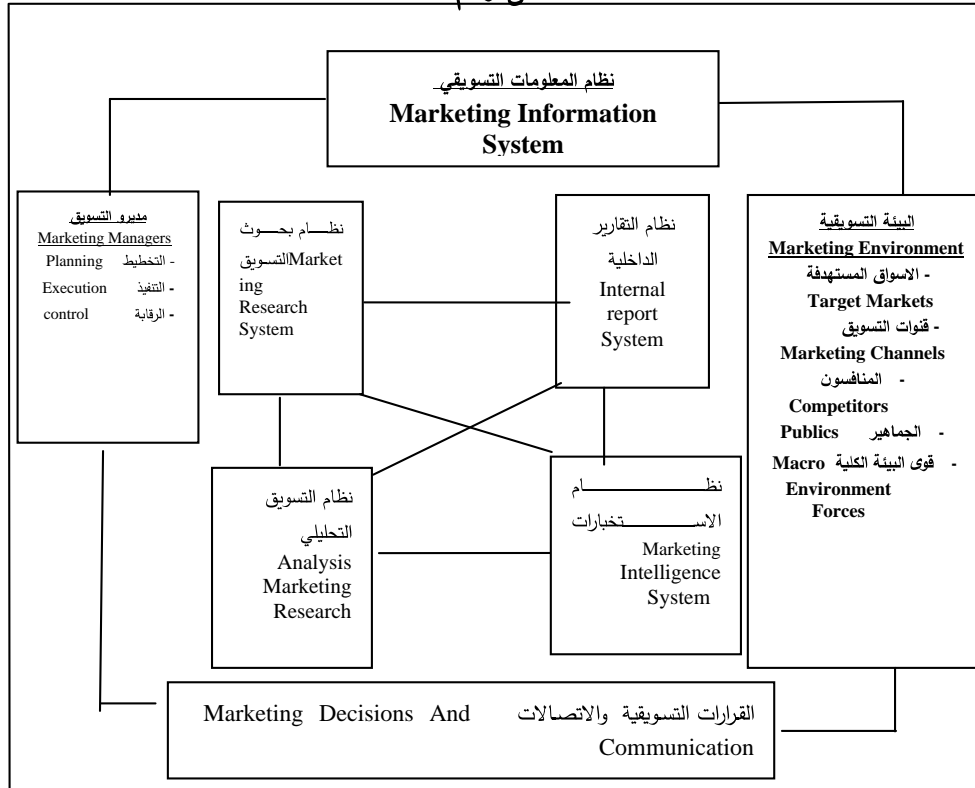 نظام المعلومات التسويقي
Marketing Information
System
مديرو التسويق
Marketing Managers
- التخطيط Planning
- التنفيذ Execution
- الرقابة control
نظـــام بحـــوث
التسويقMarket
ing
Research
System
نظام التقارير
الداخلية
Internal
report
System
البيئة التسويقية
Marketing Environment
- الاسواق المستهدفة
Target Markets
- قنوات التسويق
Marketing Channels
- المنافسون
Competitors
- الجماهير Publics
- قوى البيئة الكلية Macro
Environment
Forces
نظام التسويق
التحليلي
Analysis
Marketing
Research
نظـــــــــــــام
الاســــــــتخبارات
Marketing
Intelligence
System
القرارات التسويقية والاتصالات Marketing Decisions And
Communication